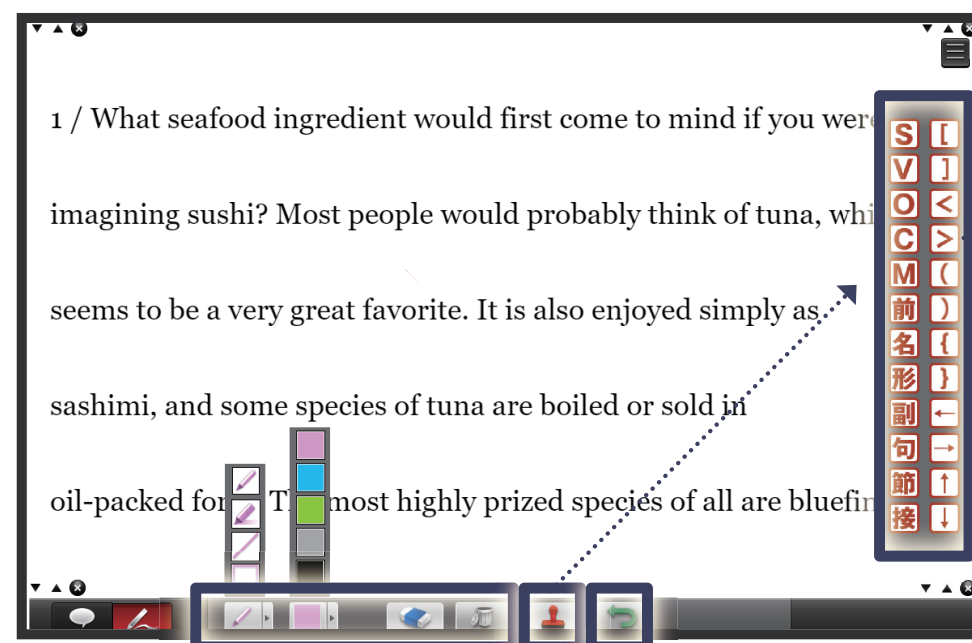 1 / What seafood ingredient would first come to mind if you were
imagining sushi? Most people would probably think of tuna, whi
seems to be a very great favorite. It is also enjoyed simply as
sashimi, and some species of tuna are boiled or sold in
oil-packed for Th most highly prized species of all are bluefin
S [
V ]
O <
C >
M (
前 )
名 {
形 }
副 ←
句 →
節 ↑
接 ↓